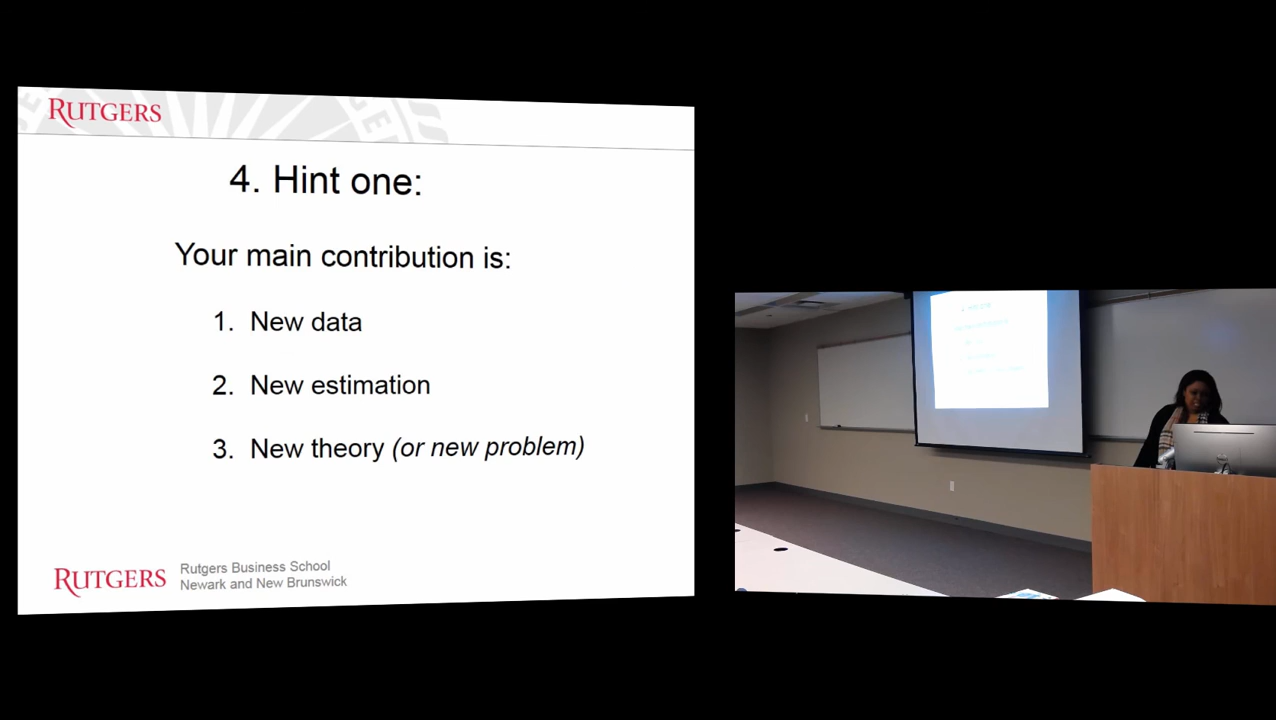 RUTGERS
4. Hint one:
Your main contribution is:
1. New data
2. New estimation
3. New theory (or new problem)
RUTGERS
Rutgers Business School
Newark and New Brunswick